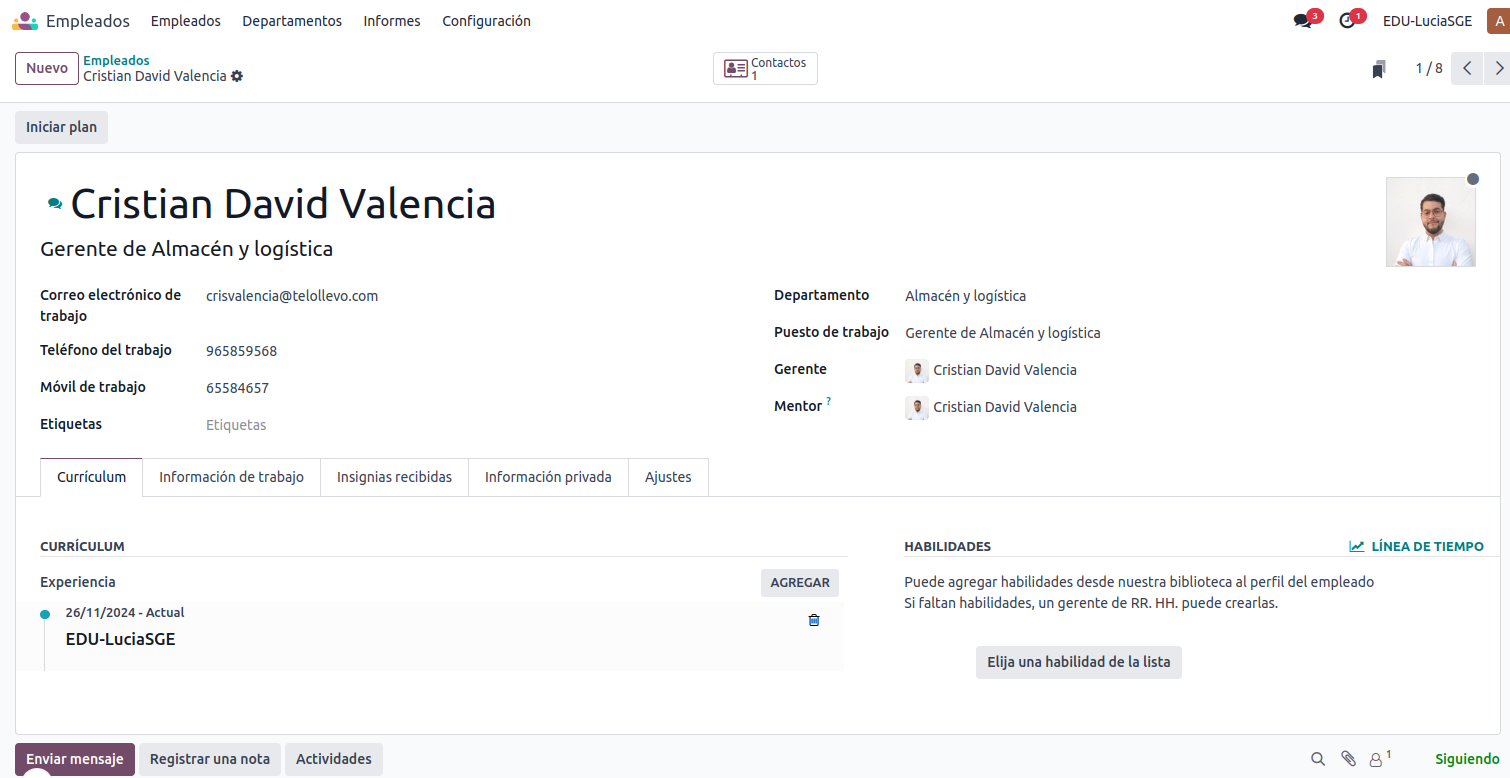 Empleados Empleados Departamentos Informes Configuración 3 1 EDU-LuciaSGE A
Nuevo
Empleados
Cristian David Valencia
Contactos
1
1 / 8
Iniciar plan
Cristian David Valencia
Gerente de Almacén y logística
Correo electrónico de trabajo crisvalencia@telollevo.com
Teléfono del trabajo 965859568
Móvil de trabajo 65584657
Etiquetas Etiquetas
Departamento Almacén y logística
Puesto de trabajo Gerente de Almacén y logística
Gerente Cristian David Valencia
Mentor ? Cristian David Valencia
Currículum Información de trabajo Insignias recibidas Información privada Ajustes
CURRÍCULUM
Experiencia AGREGAR
26/11/2024 - Actual
EDU-LuciaSGE
HABILIDADES LÍNEA DE TIEMPO
Puede agregar habilidades desde nuestra biblioteca al perfil del empleado
Si faltan habilidades, un gerente de RR. HH. puede crearlas.
Elija una habilidad de la lista
Enviar mensaje Registrar una nota Actividades 1 Siguiendo